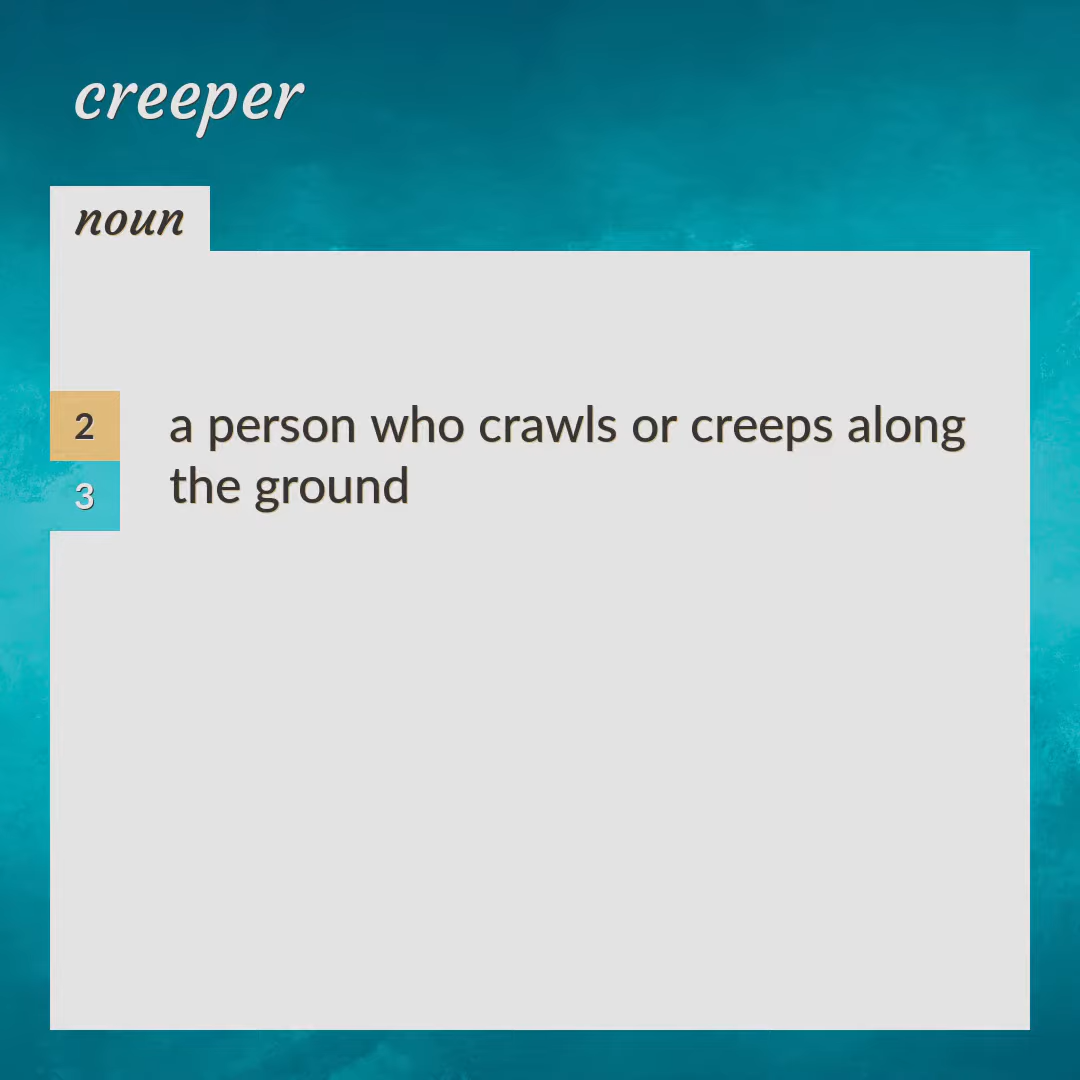 creeper
noun
2
a person who crawls or creeps along
3
the ground